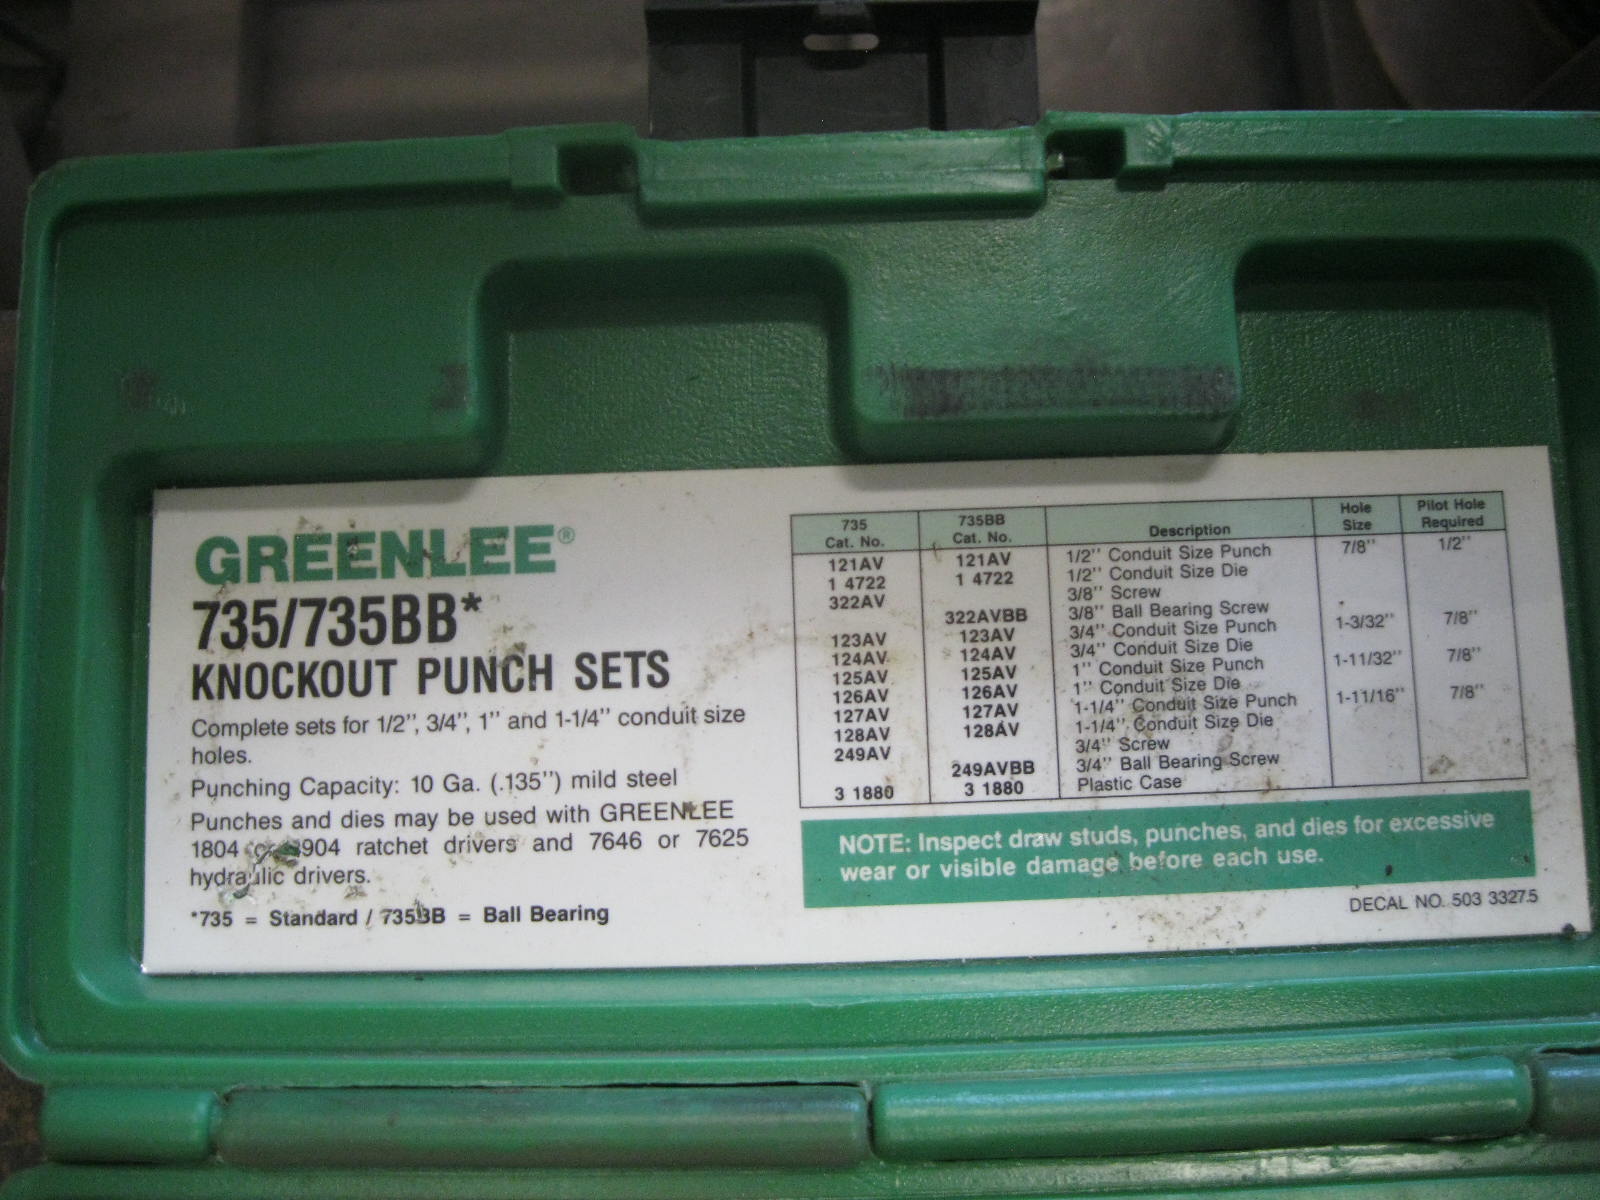 GREENLEE®
735/735BB*
KNOCKOUT PUNCH SETS
Complete sets for 1/2", 3/4", 1" and 1-1/4" conduit size
holes.
Punching Capacity: 10 Ga. (.135") mild steel
Punches and dies may be used with GREENLEE
1804 ratchet drivers and 7646 or 7625
hydraulic drivers.
*735 = Standard / 735BB = Ball Bearing
735 Cat. No. 735BB Cat. No. Description Hole Size Pilot Hole Required
121AV 121AV 1/2" Conduit Size Punch 7/8" 1/2"
1 4722 1 4722 1/2" Conduit Size Die
322AV 3/8" Screw
322AVBB 3/8" Ball Bearing Screw
123AV 123AV 3/4" Conduit Size Punch 1-3/32" 7/8"
124AV 124AV 3/4" Conduit Size Die
125AV 125AV 1" Conduit Size Punch 1-11/32" 7/8"
126AV 126AV 1" Conduit Size Die
127AV 127AV 1-1/4" Conduit Size Punch 1-11/16" 7/8"
128AV 128AV 1-1/4" Conduit Size Die
249AV 3/4" Screw
249AVBB 3/4" Ball Bearing Screw
3 1880 3 1880 Plastic Case
NOTE: Inspect draw studs, punches, and dies for excessive
wear or visible damage before each use.
DECAL NO. 503 3327.5